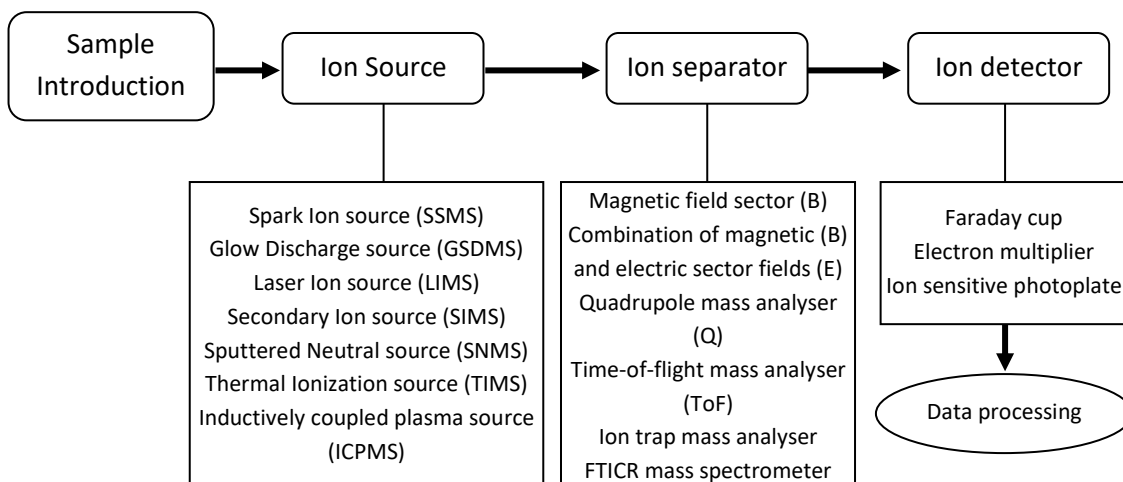 Sample
Introduction
Ion Source
Ion separator
Ion detector
Spark Ion source (SSMS)
Glow Discharge source (GSDMS)
Laser Ion source (LIMS)
Secondary Ion source (SIMS)
Sputtered Neutral source (SNMS)
Thermal Ionization source (TIMS)
Inductively coupled plasma source
(ICPMS)
Magnetic field sector (B)
Combination of magnetic (B)
and electric sector fields (E)
Quadrupole mass analyser
(Q)
Time-of-flight mass analyser
(ToF)
Ion trap mass analyser
FTICR mass spectrometer
Faraday cup
Electron multiplier
Ion sensitive photoplate
Data processing